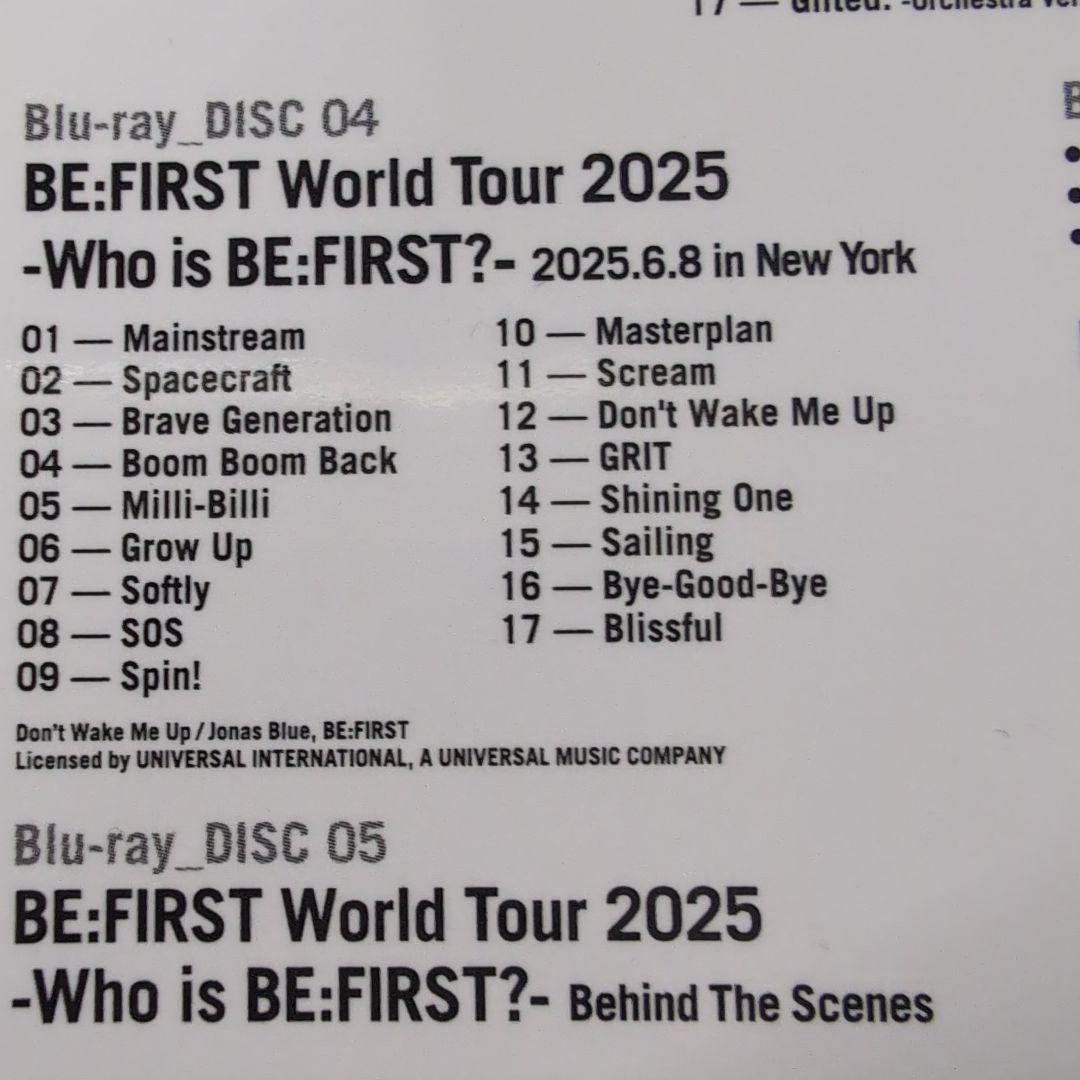 17 — Gifted. -Orchestra Ver
Blu-ray_DISC 04
BE:FIRST World Tour 2025
-Who is BE:FIRST?- 2025.6.8 in New York
01 — Mainstream
02 — Spacecraft
03 — Brave Generation
04 — Boom Boom Back
05 — Milli-Billi
06 — Grow Up
07 — Softly
08 — SOS
09 — Spin!
10 — Masterplan
11 — Scream
12 — Don't Wake Me Up
13 — GRIT
14 — Shining One
15 — Sailing
16 — Bye-Good-Bye
17 — Blissful
Don't Wake Me Up / Jonas Blue, BE:FIRST
Licensed by UNIVERSAL INTERNATIONAL, A UNIVERSAL MUSIC COMPANY
Blu-ray_DISC 05
BE:FIRST World Tour 2025
-Who is BE:FIRST?- Behind The Scenes